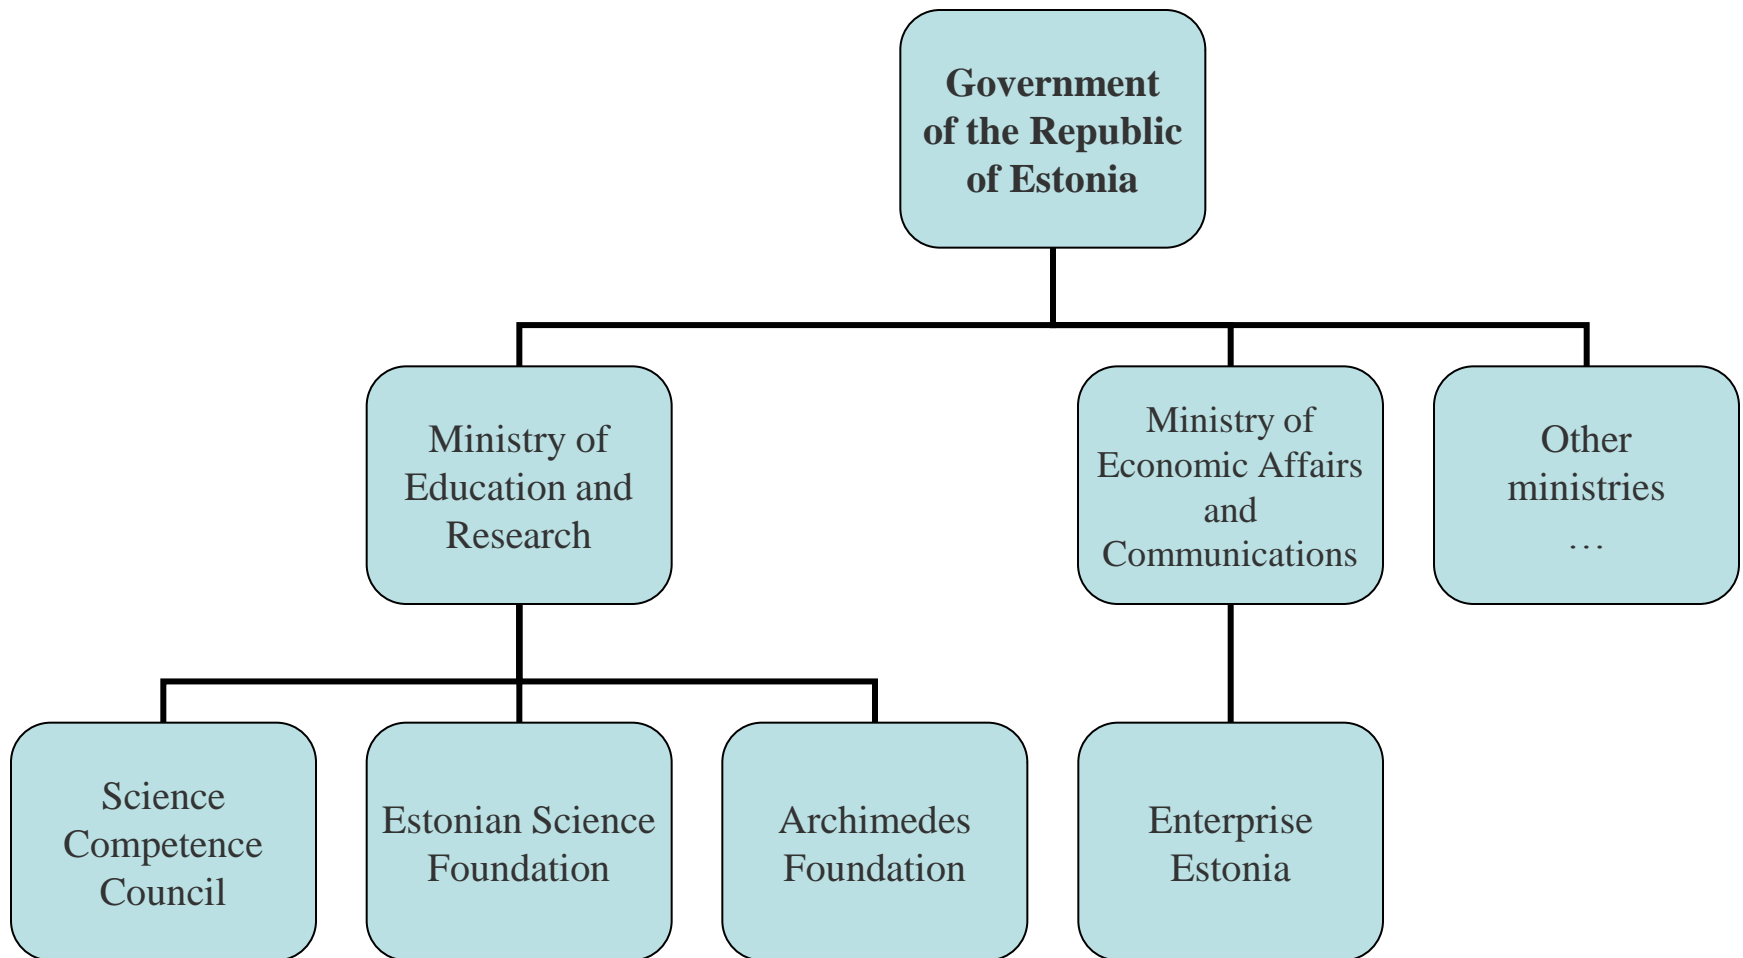 Government
of the Republic
of Estonia
Ministry of
Education and
Research
Ministry of
Economic Affairs
and
Communications
Other
ministries
…
Science
Competence
Council
Estonian Science
Foundation
Archimedes
Foundation
Enterprise
Estonia